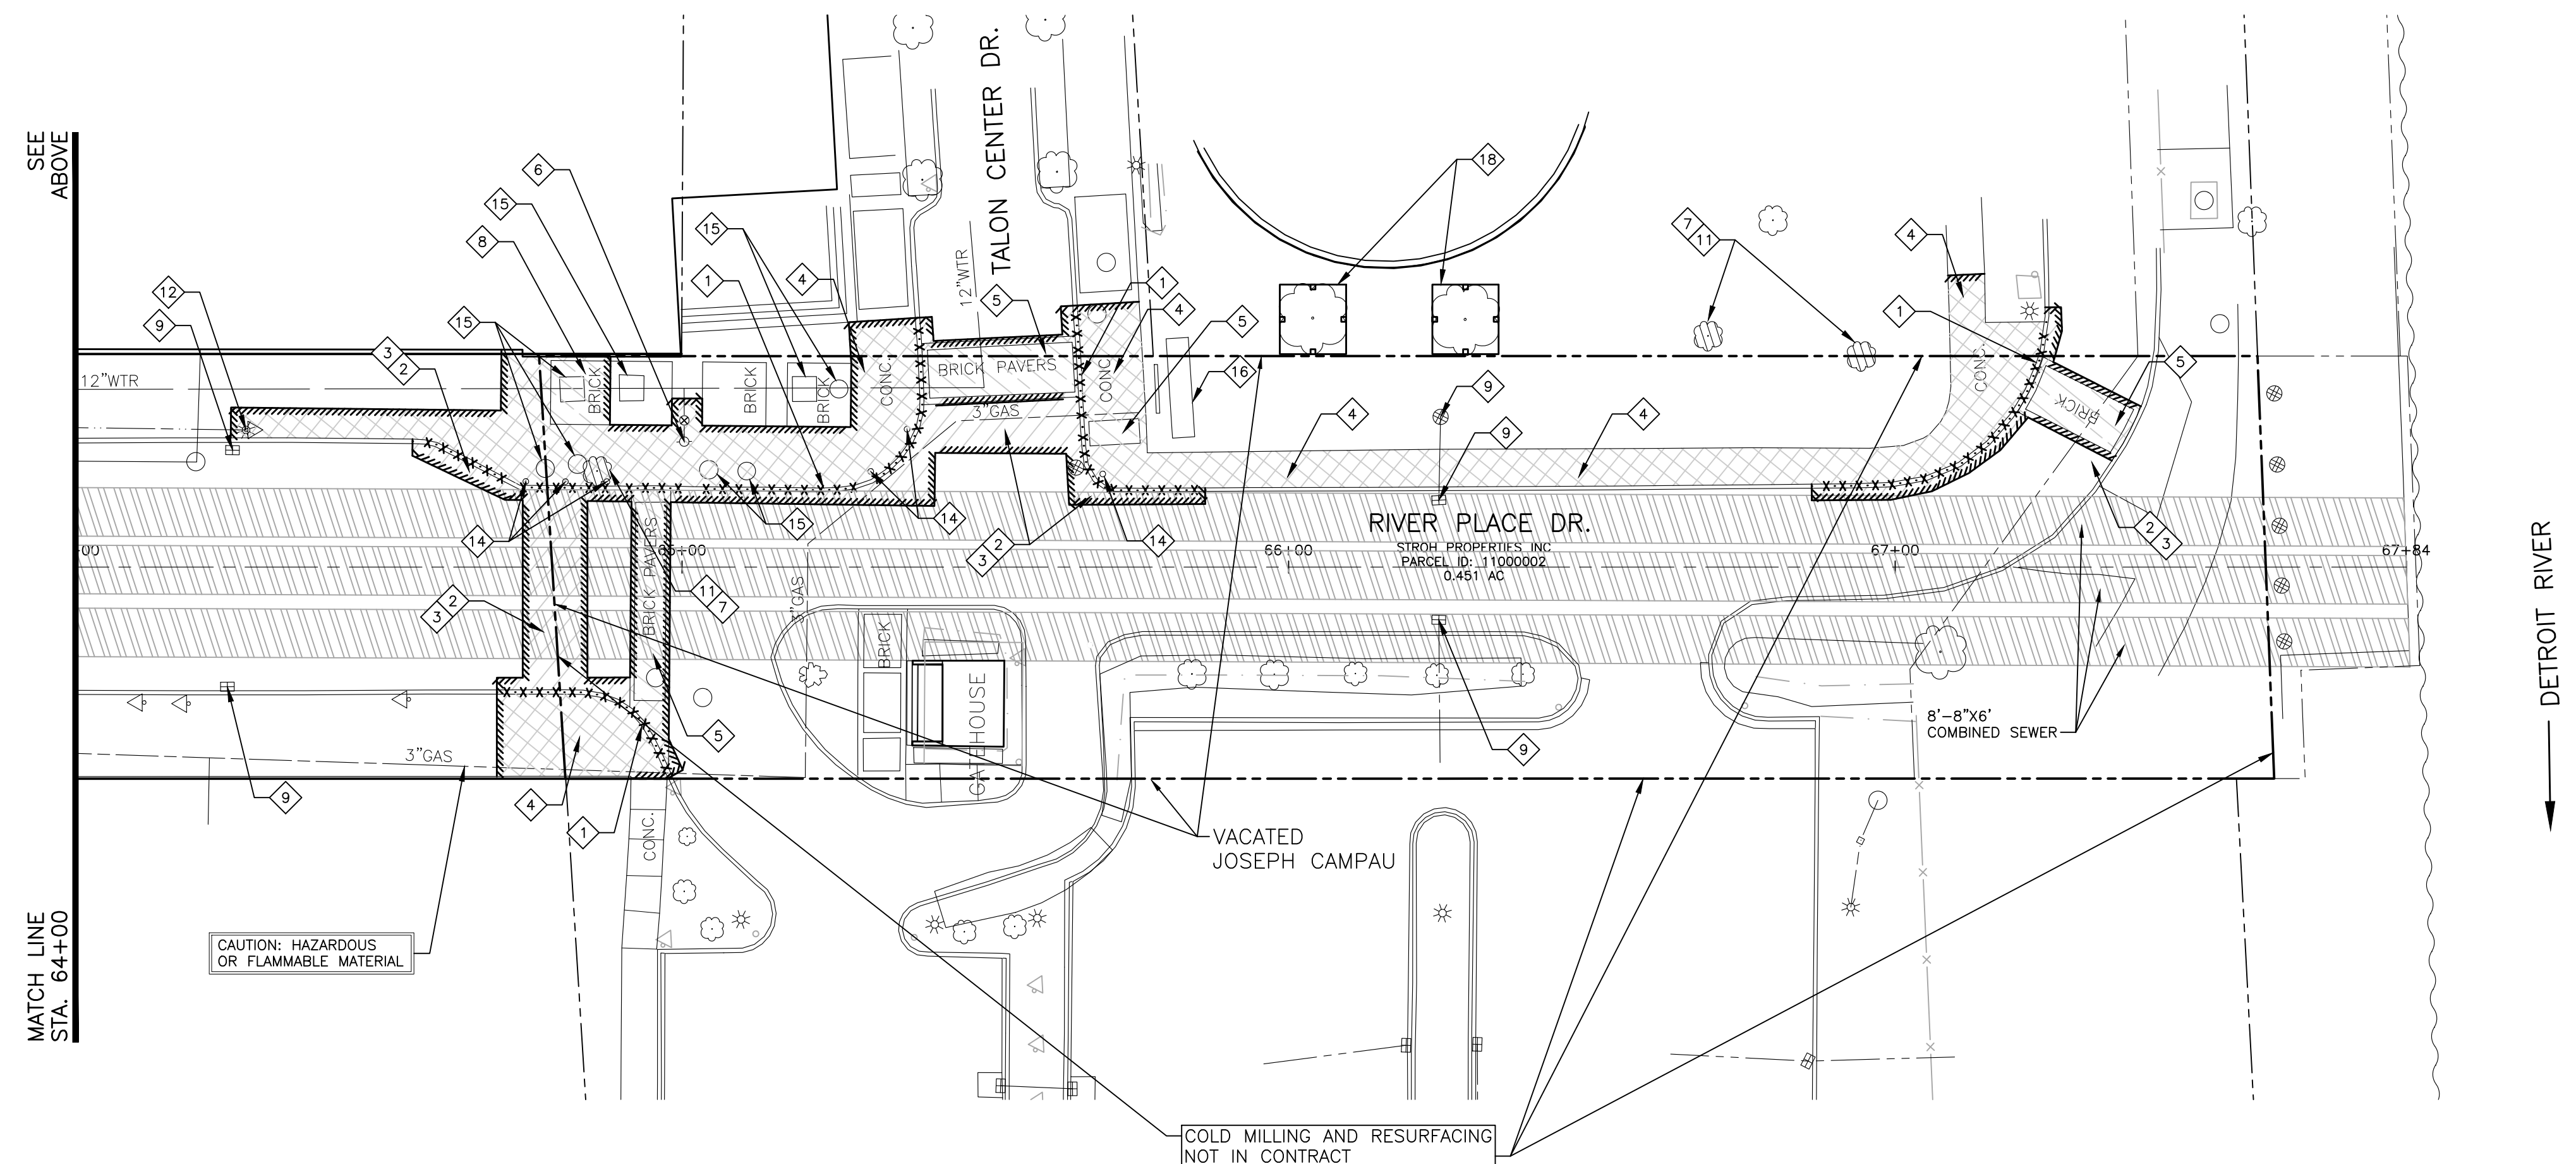 SEE
ABOVE
MATCH LINE
STA. 64+00
TALON CENTER DR.
12"WTR
18
6
15
8
15
7
11
4
12
9
15
1
4
5
1
4
5
1
3
2
12"WTR
BRICK
BRICK
BRICK
CONC.
BRICK PAVERS
CONC.
3"GAS
16
9
4
4
9
CONC.
BRICK
5
14
15
14
3
2
14
2
3
-00
65+00
66+00
67+00
67+84
RIVER PLACE DR.
STROH PROPERTIES INC
PARCEL ID: 11000002
0.451 AC
BRICK PAVERS
3"GAS
11
7
3
2
BRICK
GATEHOUSE
5
9
9
3"GAS
4
1
CONC.
8'-8"X6'
COMBINED SEWER
VACATED
JOSEPH CAMPAU
CAUTION: HAZARDOUS
OR FLAMMABLE MATERIAL
COLD MILLING AND RESURFACING
NOT IN CONTRACT
DETROIT RIVER